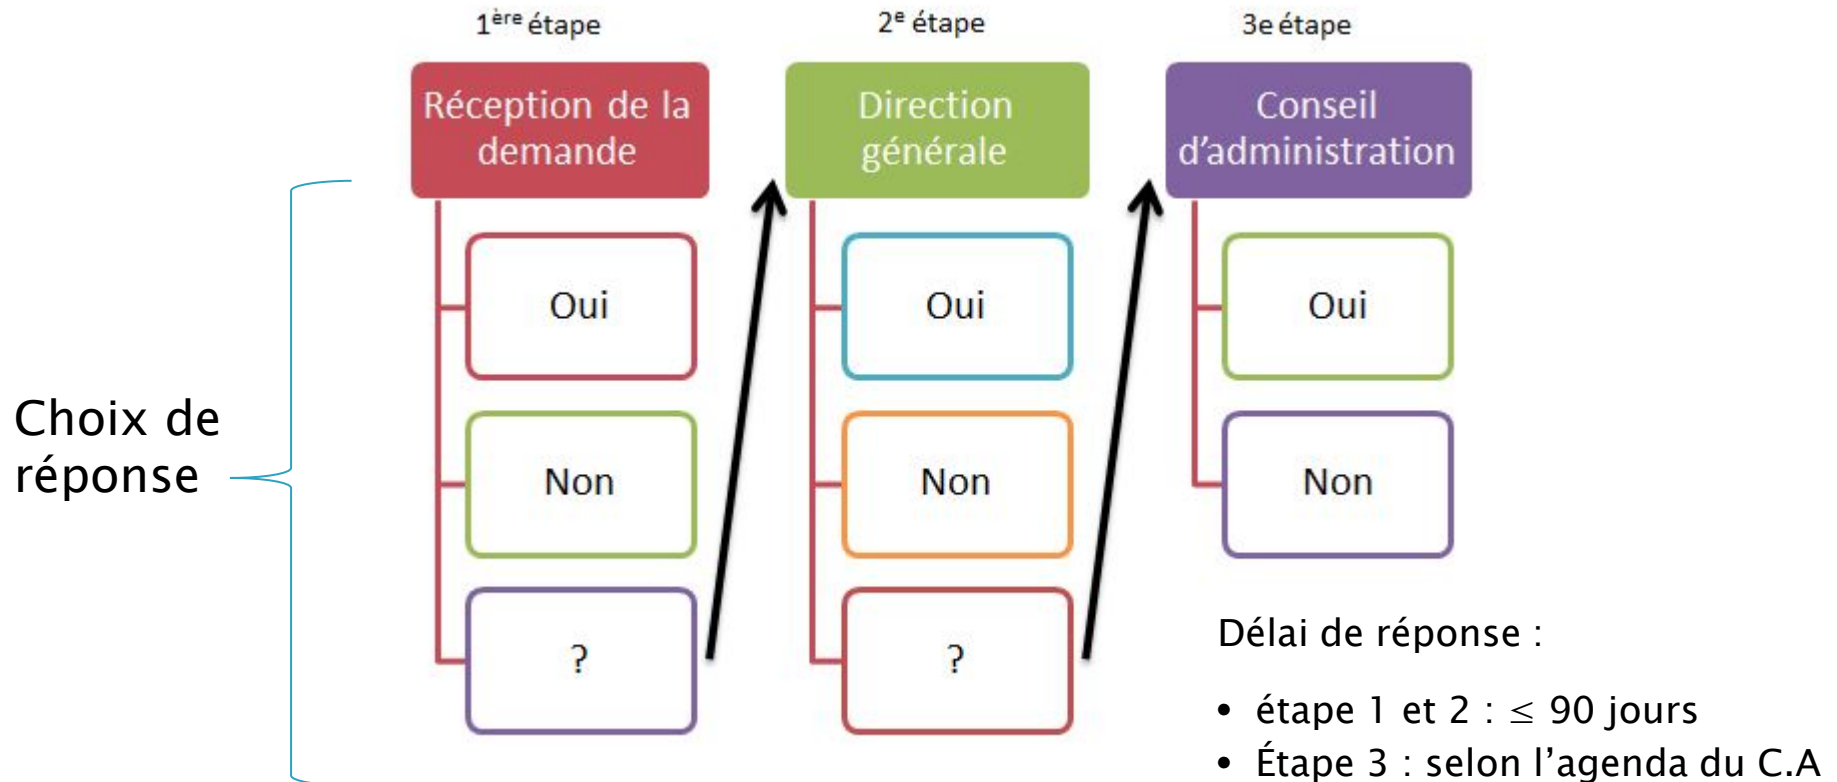 1ère étape
Réception de la
demande
Oui
Non
?
2e étape
Direction
générale
Oui
Non
?
3e étape
Conseil
d'administration
Oui
Non
Choix de
réponse
Délai de réponse :
• étape 1 et 2 : ≤ 90 jours
• Étape 3 : selon l'agenda du C.A